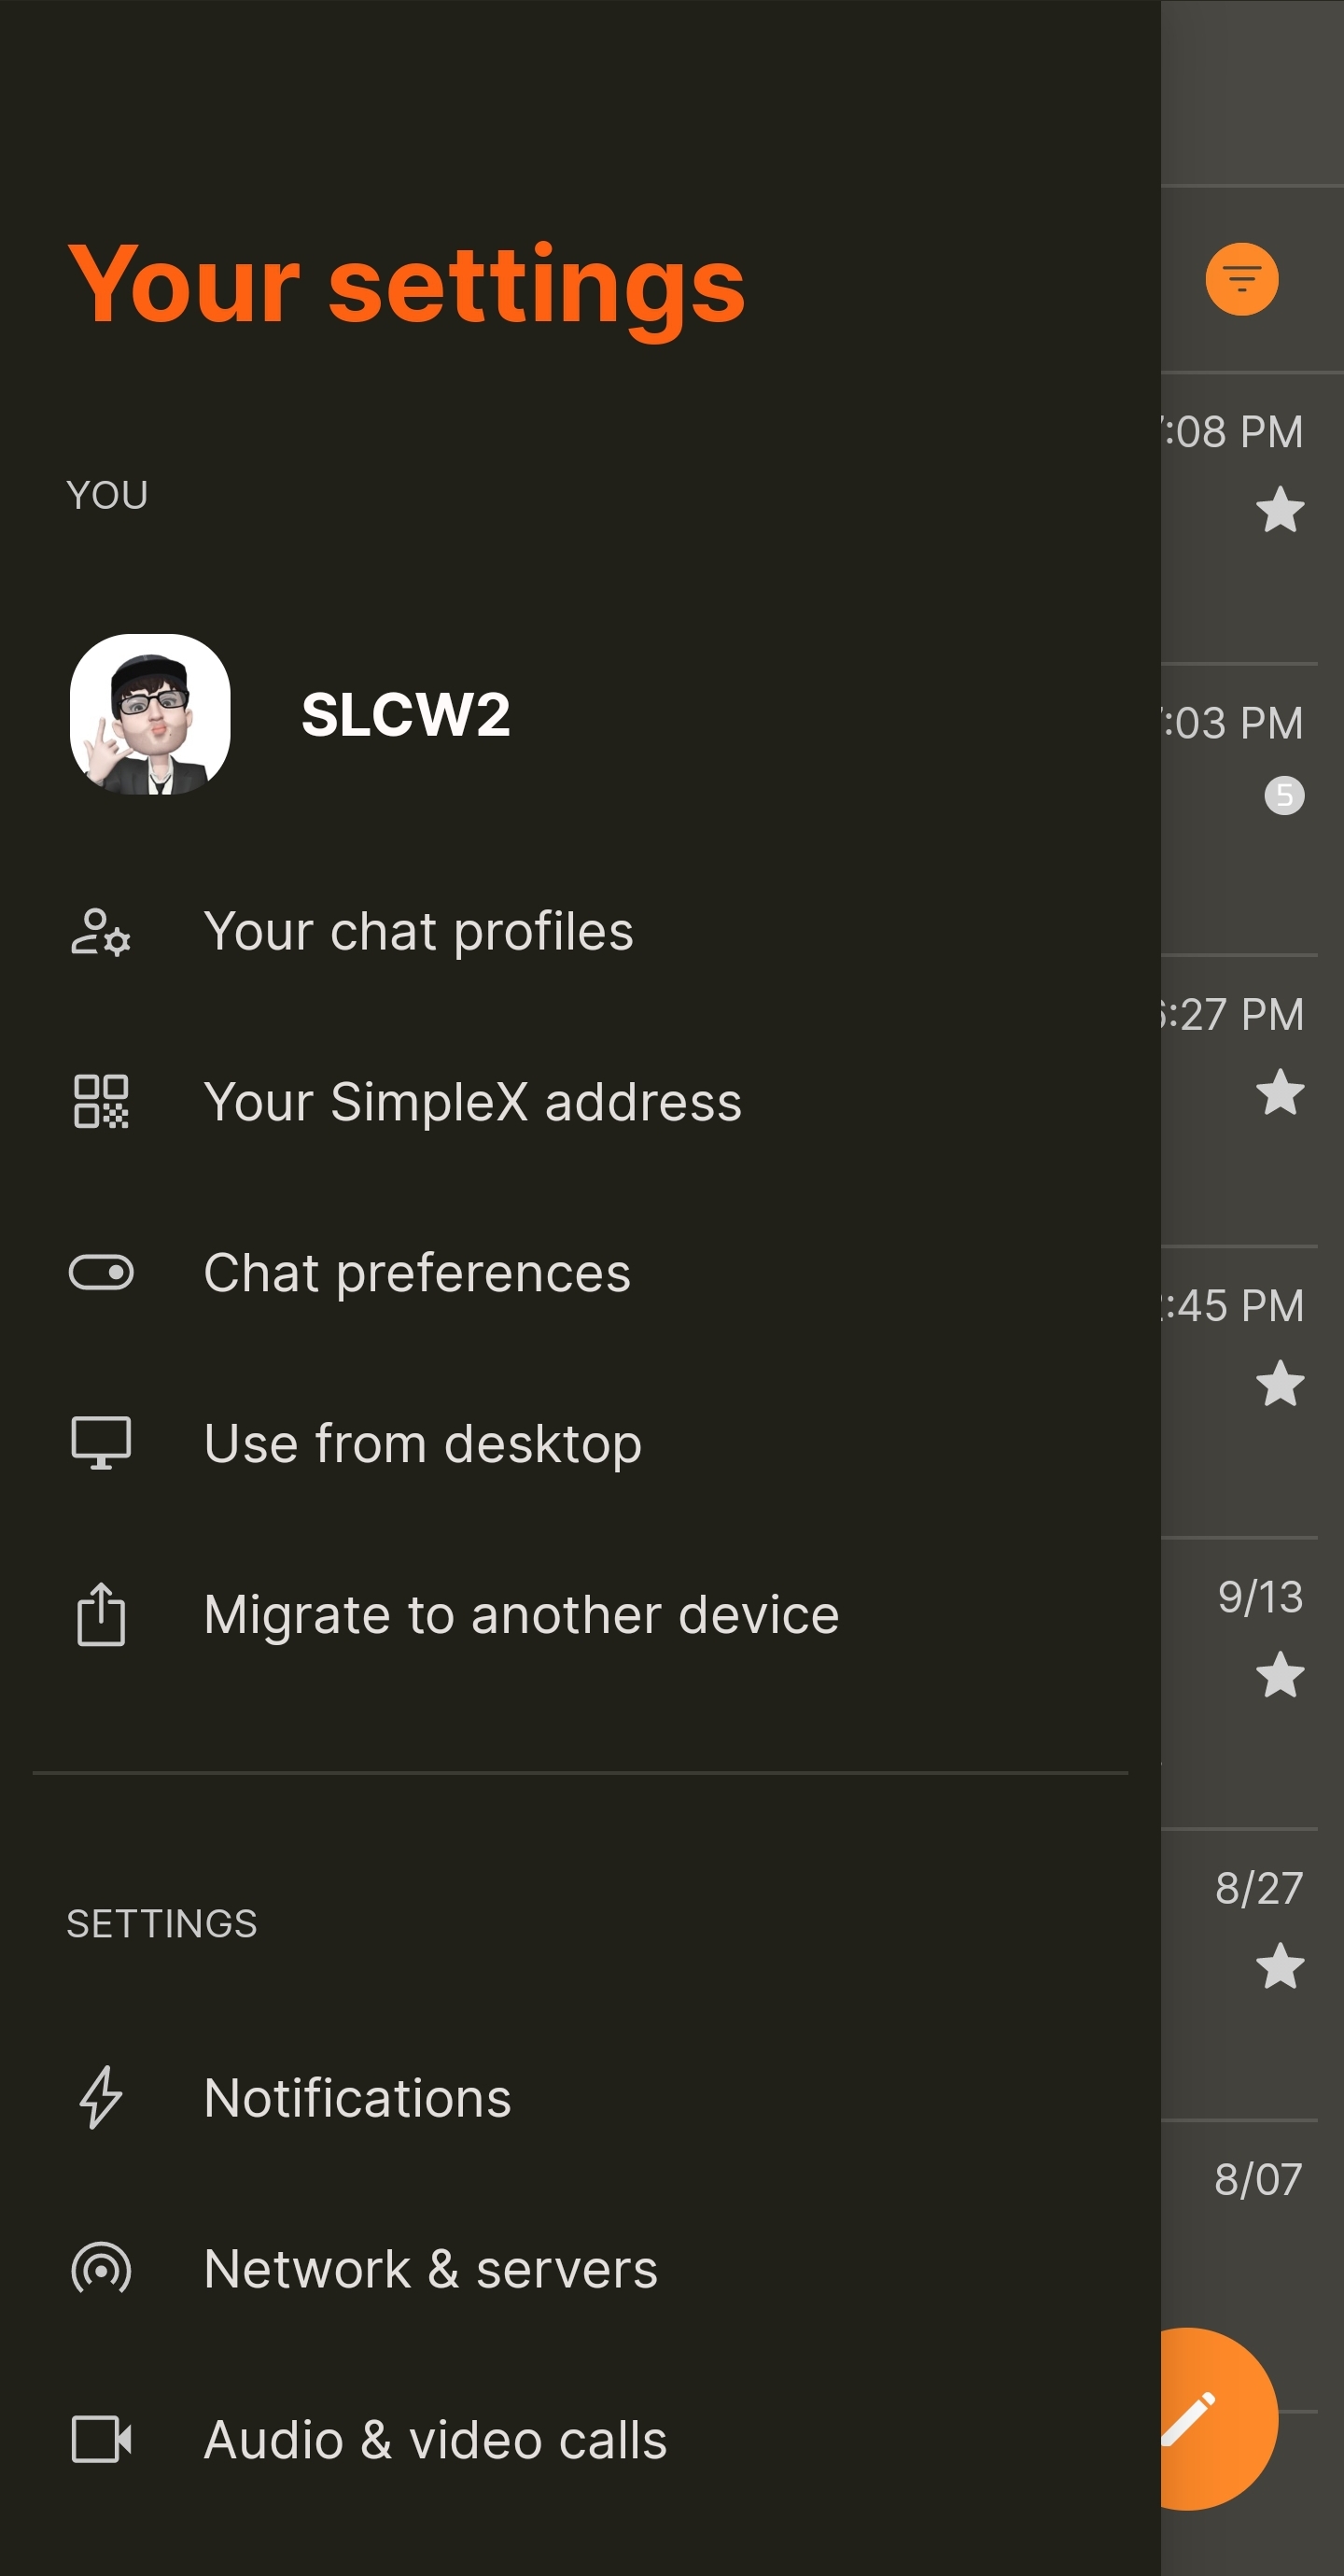 Your settings
YOU
SLCW2
Your chat profiles
Your SimpleX address
Chat preferences
Use from desktop
Migrate to another device
SETTINGS
Notifications
Network & servers
Audio & video calls
:08 PM
:03 PM
5
:27 PM
:45 PM
9/13
8/27
8/07